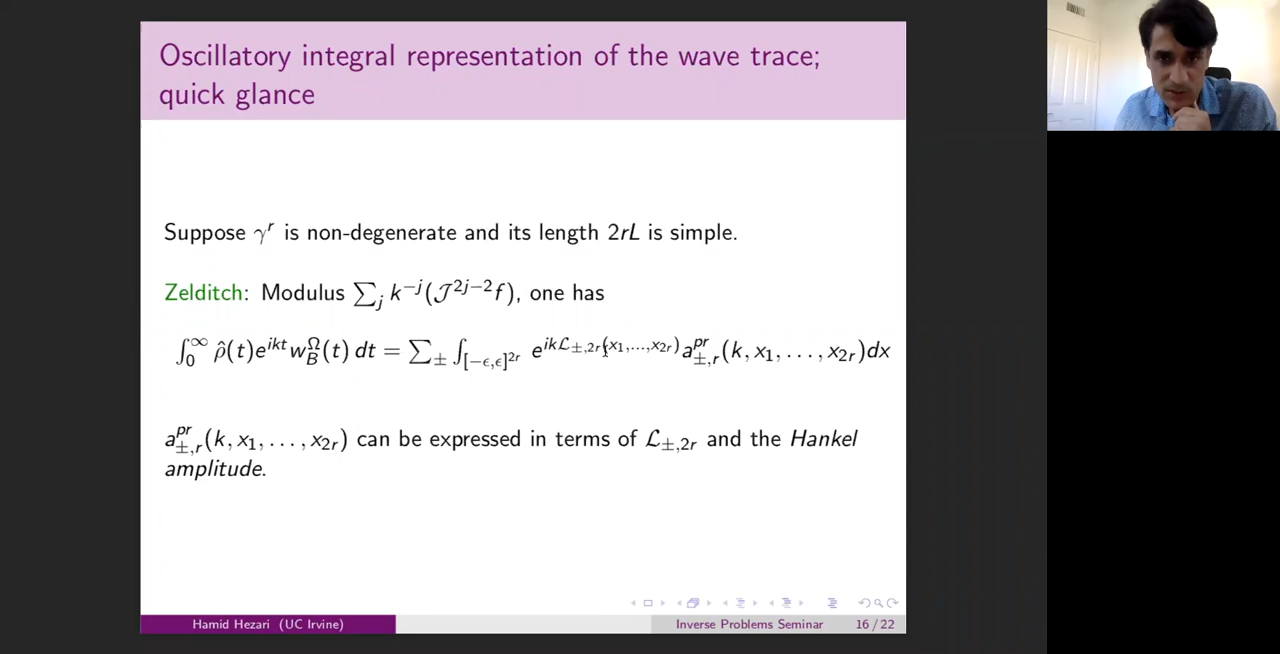 Oscillatory integral representation of the wave trace;
quick glance
Suppose γ^r is non-degenerate and its length 2rL is simple.
Zelditch: Modulus ∑_j k^{-j}(𝒥^{2j-2}f), one has
∫_0^∞ ρ̂(t)e^{ikt}w_B^Ω(t) dt = ∑_± ∫_{[-ϵ,ϵ]^{2r}} e^{ikℒ_{±,2r}(x_1,...,x_{2r})}a^{pr}_{±,r}(k, x_1, . . . , x_{2r})dx
a^{pr}_{±,r}(k, x_1, . . . , x_{2r}) can be expressed in terms of ℒ_{±,2r} and the Hankel
amplitude.
Hamid Hezari (UC Irvine)
Inverse Problems Seminar
16 / 22